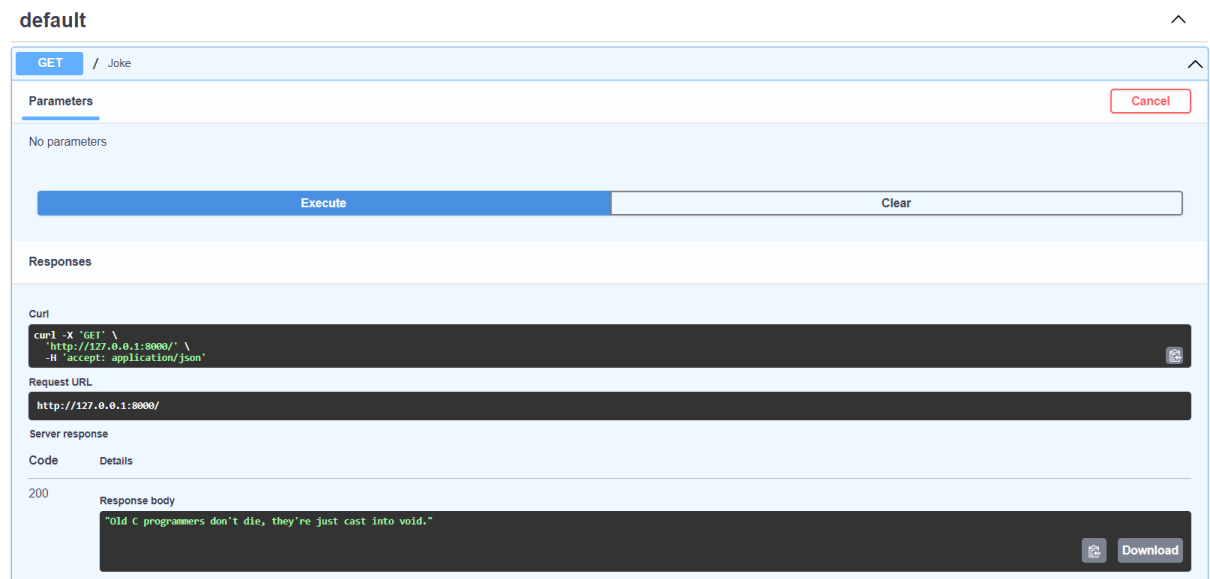 default
GET / Joke
Parameters Cancel
No parameters
Execute Clear
Responses
Curl
curl -X 'GET' \
'http://127.0.0.1:8000/' \
-H 'accept: application/json'
Request URL
http://127.0.0.1:8000/
Server response
Code Details
200
Response body
"Old C programmers don't die, they're just cast into void."
Download